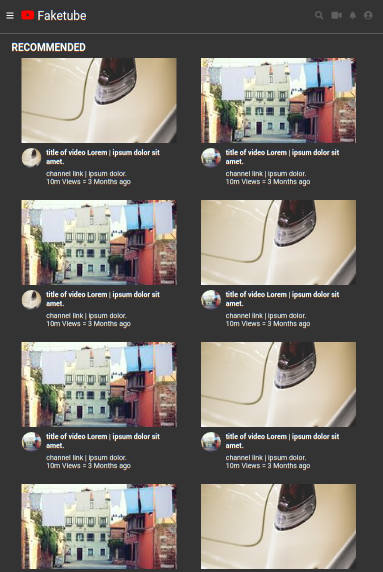 Faketube
RECOMMENDED
title of video Lorem | ipsum dolor sit
amet.
channel link | ipsum dolor.
10m Views = 3 Months ago
title of video Lorem | ipsum dolor sit
amet.
channel link | ipsum dolor.
10m Views = 3 Months ago
title of video Lorem | ipsum dolor sit
amet.
channel link | ipsum dolor.
10m Views = 3 Months ago
title of video Lorem | ipsum dolor sit
amet.
channel link | ipsum dolor.
10m Views = 3 Months ago
title of video Lorem | ipsum dolor sit
amet.
channel link | ipsum dolor.
10m Views = 3 Months ago
title of video Lorem | ipsum dolor sit
amet.
channel link | ipsum dolor.
10m Views = 3 Months ago